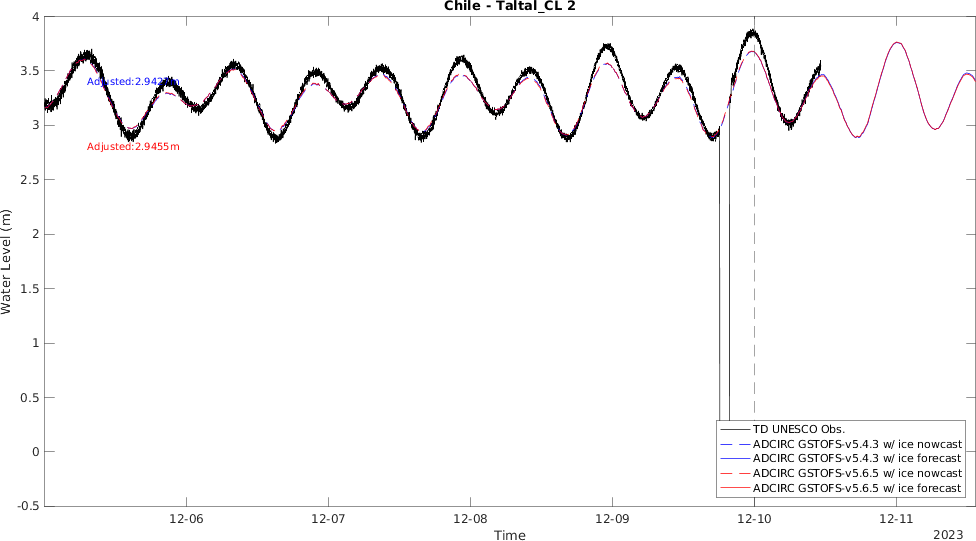 Chile - Taltal_CL 2
4
3.5
3
2.5
2
1.5
1
0.5
0
-0.5
Water Level (m)
Adjusted:2.9455m
TD UNESCO Obs.
ADCIRC GSTOFS-v5.4.3 w/ ice nowcast
ADCIRC GSTOFS-v5.4.3 w/ ice forecast
ADCIRC GSTOFS-v5.6.5 w/ ice nowcast
ADCIRC GSTOFS-v5.6.5 w/ ice forecast
12-06
12-07
12-08
12-09
12-10
12-11
Time
2023